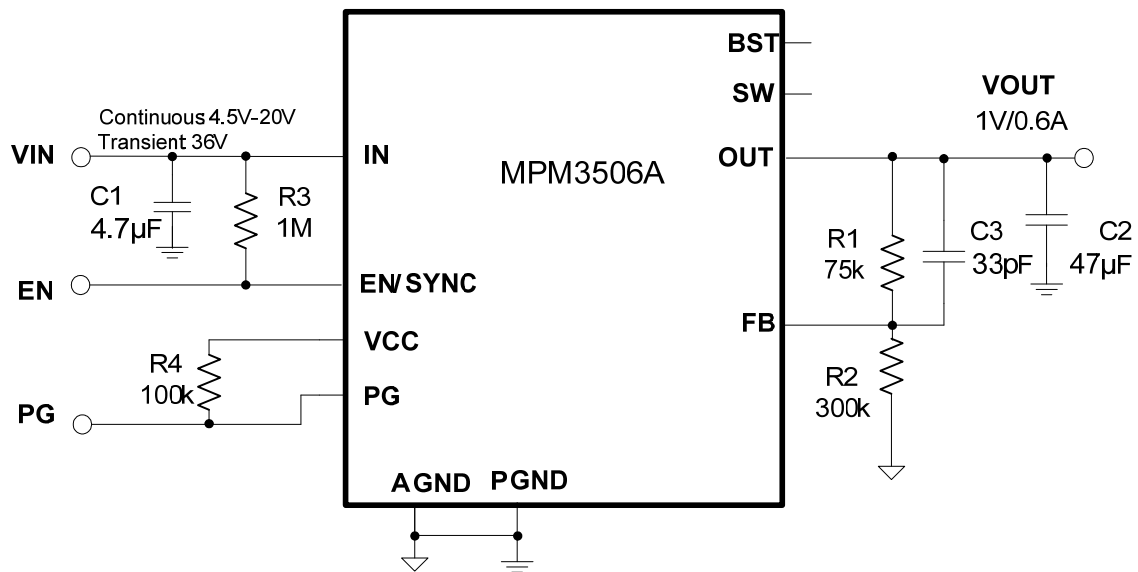 BST
SW
OUT
FB
MPM3506A
IN
EN/SYNC
VCC
PG
AGND
PGND
Continuous 4.5V-20V
Transient 36V
VIN
C1
4.7µF
R3
1M
EN
R4
100k
PG
VOUT
1V/0.6A
R1
75k
C3
33pF
C2
47µF
R2
300k